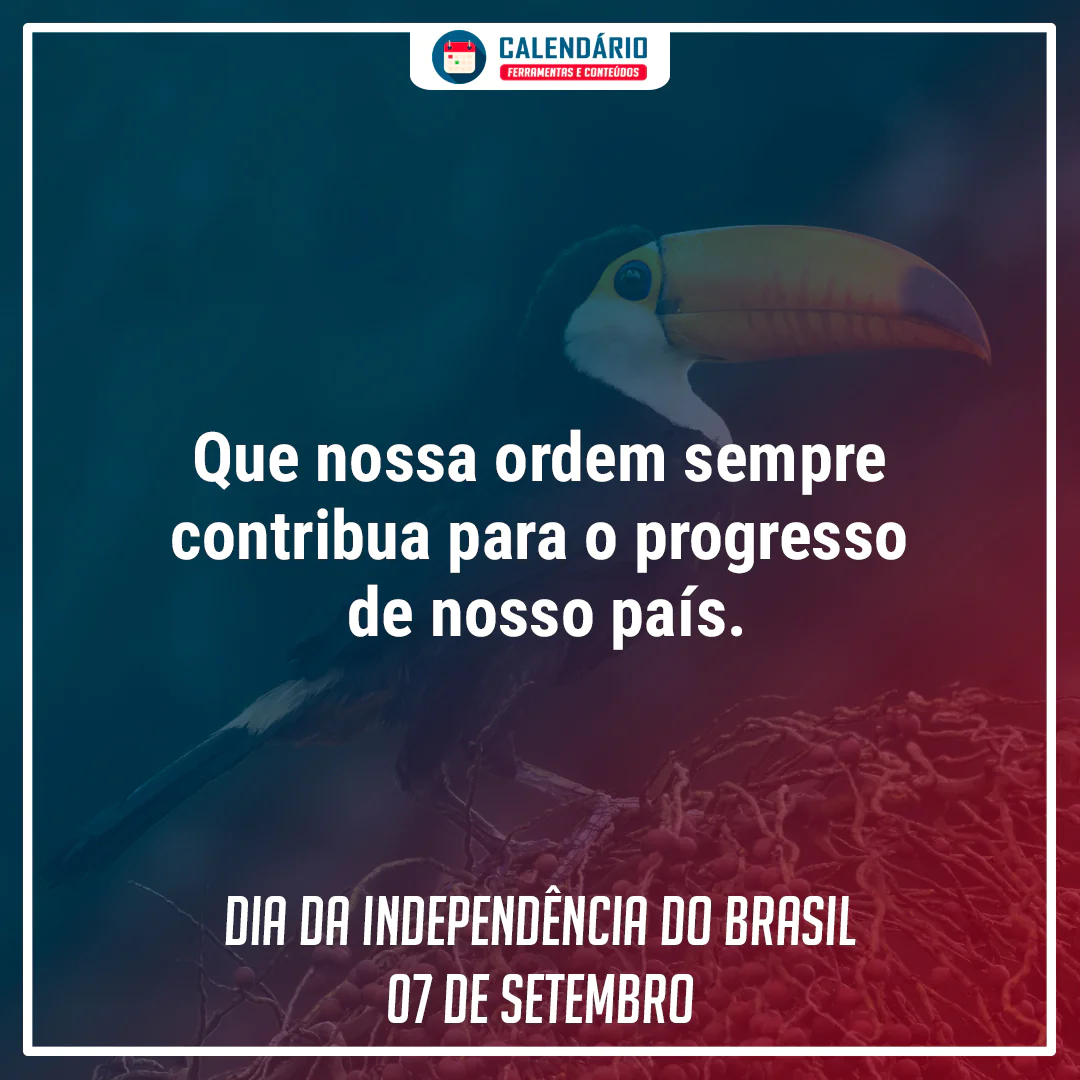 CALENDÁRIO
FERRAMENTAS E CONTEÚDOS
Que nossa ordem sempre
contribua para o progresso
de nosso país.
DIA DA INDEPENDÊNCIA DO BRASIL
07 DE SETEMBRO